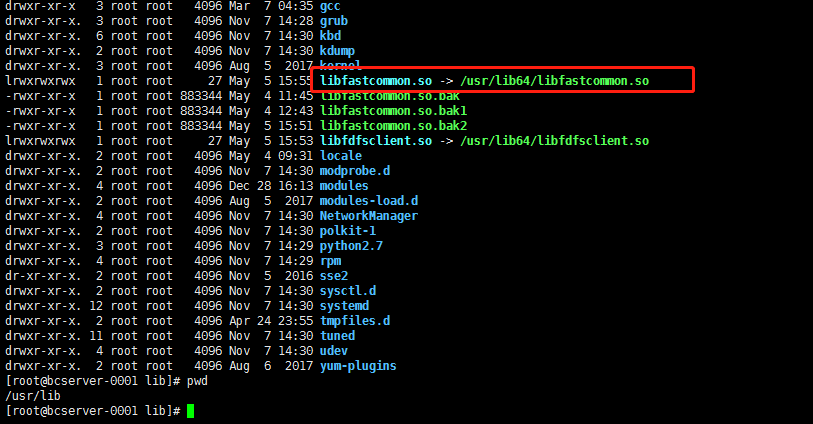 drwxr-xr-x   3 root root   4096 Mar  7 04:35 gcc
drwxr-xr-x.  3 root root   4096 Nov  7 14:28 grub
drwxr-xr-x.  6 root root   4096 Nov  7 14:30 kbd
drwxr-xr-x.  2 root root   4096 Nov  7 14:30 kdump
drwxr-xr-x.  3 root root   4096 Aug  5  2017 kernel
lrwxrwxrwx   1 root root     27 May  5 15:55 libfastcommon.so -> /usr/lib64/libfastcommon.so
-rwxr-xr-x   1 root root 883344 May  4 11:45 libfastcommon.so.bak
-rwxr-xr-x   1 root root 883344 May  4 12:43 libfastcommon.so.bak1
-rwxr-xr-x   1 root root 883344 May  5 15:51 libfastcommon.so.bak2
lrwxrwxrwx   1 root root     27 May  5 15:53 libfdfsclient.so -> /usr/lib64/libfdfsclient.so
drwxr-xr-x.  2 root root   4096 May  4 09:31 locale
drwxr-xr-x.  2 root root   4096 Nov  7 14:30 modprobe.d
drwxr-xr-x.  4 root root   4096 Dec 28 16:13 modules
drwxr-xr-x.  2 root root   4096 Aug  5  2017 modules-load.d
drwxr-xr-x.  4 root root   4096 Nov  7 14:30 NetworkManager
drwxr-xr-x.  2 root root   4096 Nov  7 14:30 polkit-1
drwxr-xr-x.  3 root root   4096 Nov  7 14:29 python2.7
drwxr-xr-x.  4 root root   4096 Nov  7 14:29 rpm
dr-xr-xr-x.  2 root root   4096 Nov  5  2016 sse2
drwxr-xr-x.  2 root root   4096 Nov  7 14:30 sysctl.d
drwxr-xr-x. 12 root root   4096 Nov  7 14:30 systemd
drwxr-xr-x.  2 root root   4096 Apr 24 23:55 tmpfiles.d
drwxr-xr-x. 11 root root   4096 Nov  7 14:30 tuned
drwxr-xr-x.  4 root root   4096 Nov  7 14:30 udev
drwxr-xr-x.  2 root root   4096 Aug  6  2017 yum-plugins
[root@bcserver-0001 lib]# pwd
/usr/lib
[root@bcserver-0001 lib]#